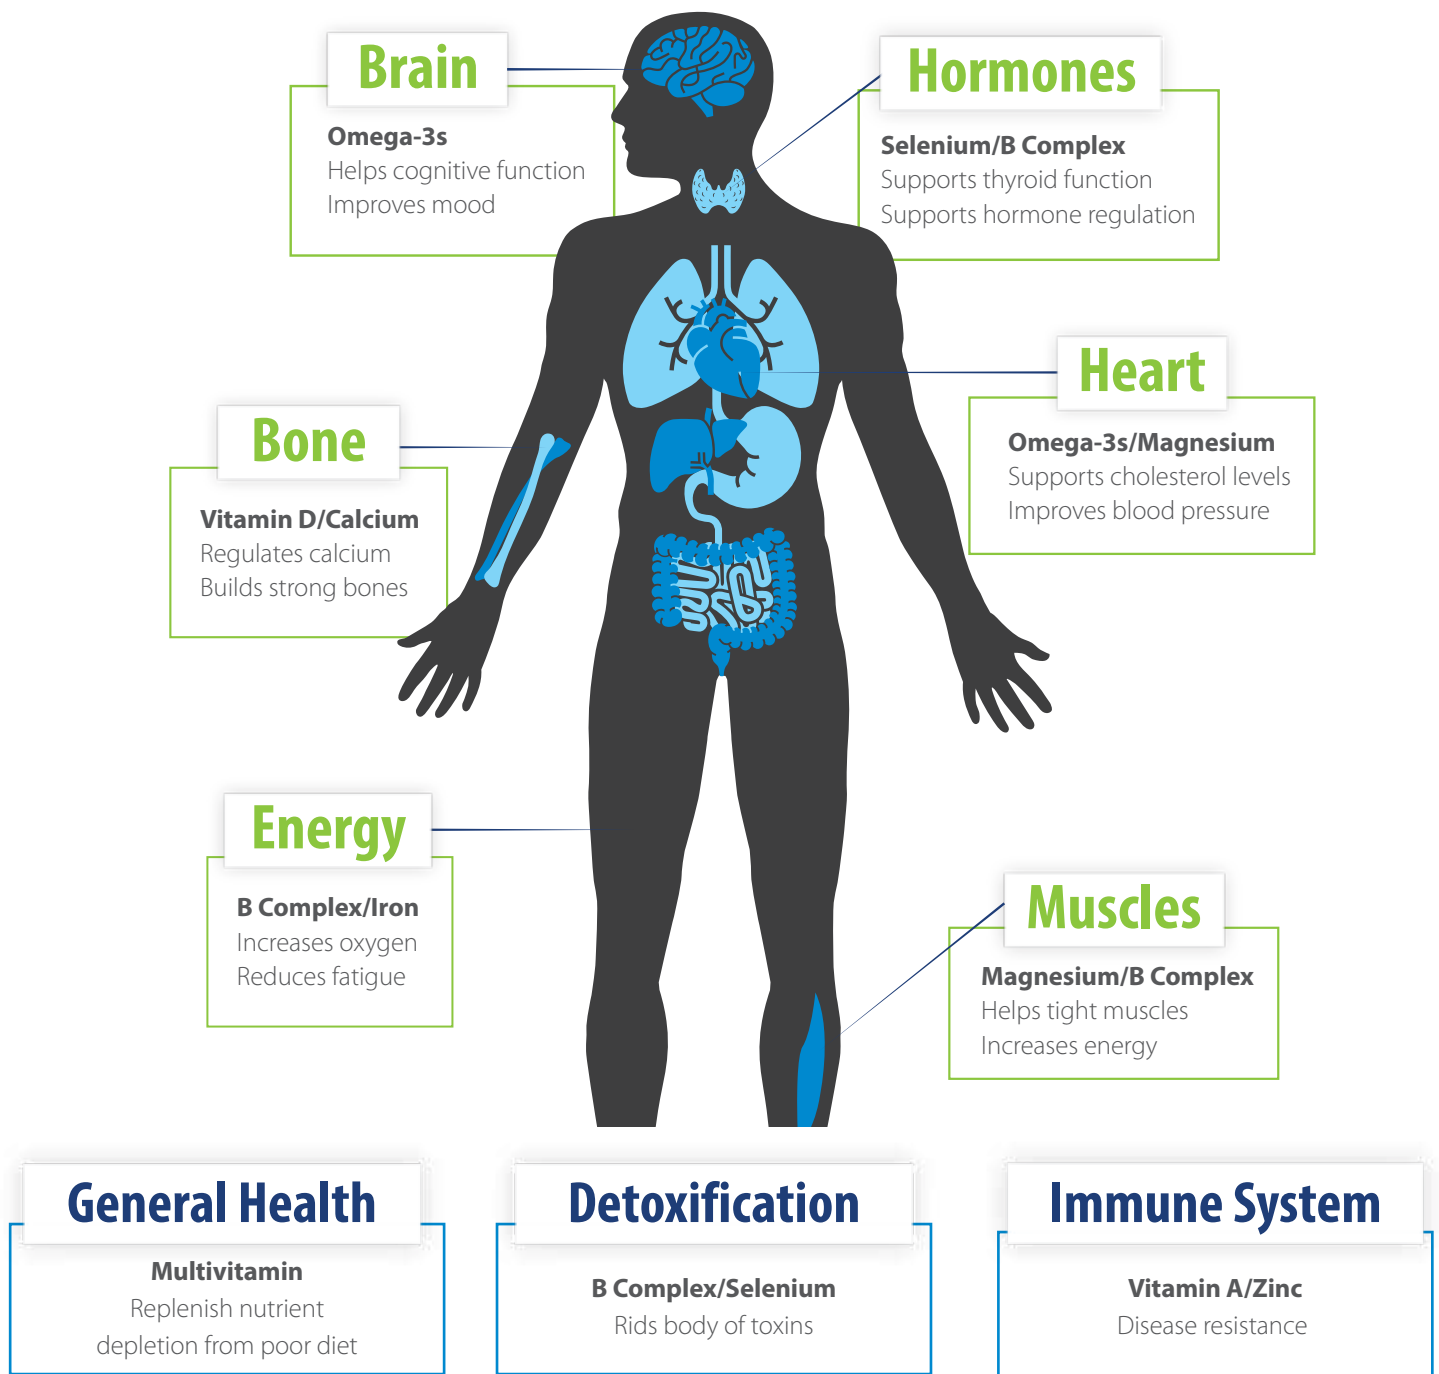 Brain
Omega-3s
Helps cognitive function
Improves mood
Hormones
Selenium/B Complex
Supports thyroid function
Supports hormone regulation
Heart
Omega-3s/Magnesium
Supports cholesterol levels
Improves blood pressure
Bone
Vitamin D/Calcium
Regulates calcium
Builds strong bones
Energy
B Complex/Iron
Increases oxygen
Reduces fatigue
Muscles
Magnesium/B Complex
Helps tight muscles
Increases energy
General Health
Multivitamin
Replenish nutrient
depletion from poor diet
Detoxification
B Complex/Selenium
Rids body of toxins
Immune System
Vitamin A/Zinc
Disease resistance